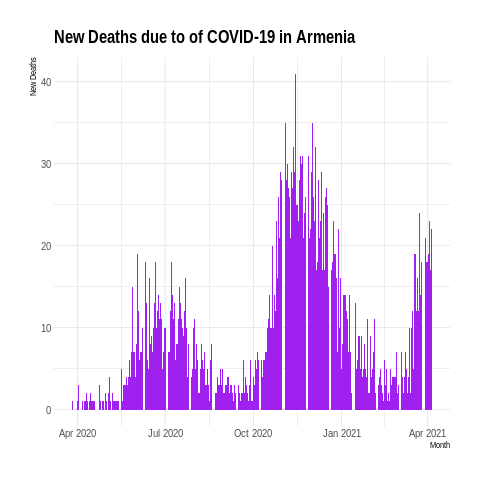 New Deaths due to of COVID-19 in Armenia
New Deaths
40
30
20
10
0
Apr 2020
Jul 2020
Oct 2020
Jan 2021
Apr 2021
Month